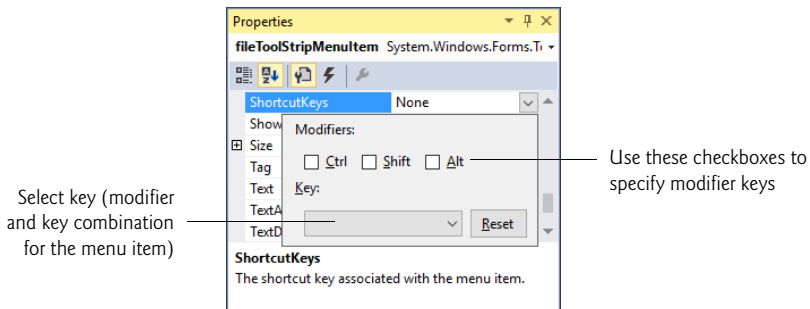 Properties
fileToolStripMenuItem System.Windows.Forms.To
ShortcutKeys None
Show
Modifiers:
Size
Ctrl Shift Alt
Tag
Text
Key:
TextA
TextD
Reset
ShortcutKeys
The shortcut key associated with the menu item.
Use these checkboxes to
specify modifier keys
Select key (modifier
and key combination
for the menu item)